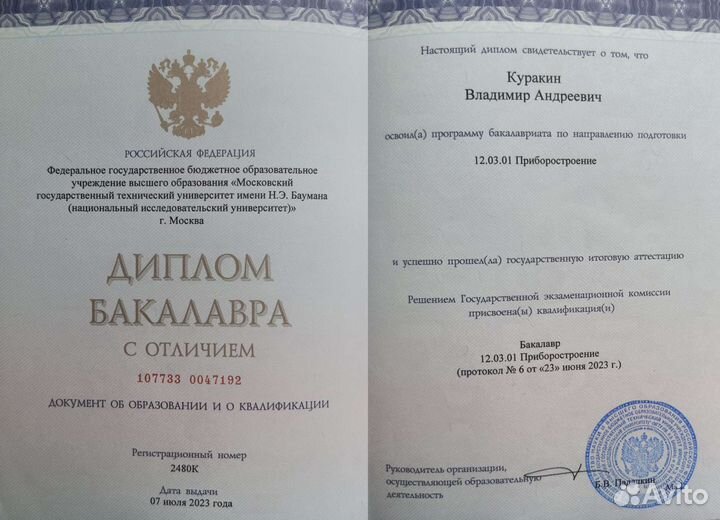 РОССИЙСКАЯ ФЕДЕРАЦИЯ
Федеральное государственное бюджетное образовательное
учреждение высшего образования «Московский
государственный технический университет имени Н.Э. Баумана
(национальный исследовательский университет)»
г. Москва
ДИПЛОМ
БАКАЛАВРА
С ОТЛИЧИЕМ
107733 0047192
ДОКУМЕНТ ОБ ОБРАЗОВАНИИ И О КВАЛИФИКАЦИИ
Регистрационный номер
2480К
Дата выдачи
07 июля 2023 года
Настоящий диплом свидетельствует о том, что
Куракин
Владимир Андреевич
освоил(а) программу бакалавриата по направлению подготовки
12.03.01 Приборостроение
и успешно прошел(ла) государственную итоговую аттестацию
Решением Государственной экзаменационной комиссии
присвоена(ы) квалификация(и)
Бакалавр
12.03.01 Приборостроение
(протокол № 6 от «23» июня 2023 г.)
Руководитель организации,
осуществляющей образовательную
деятельность
Б.В. Падалкин
М.П.
Avito